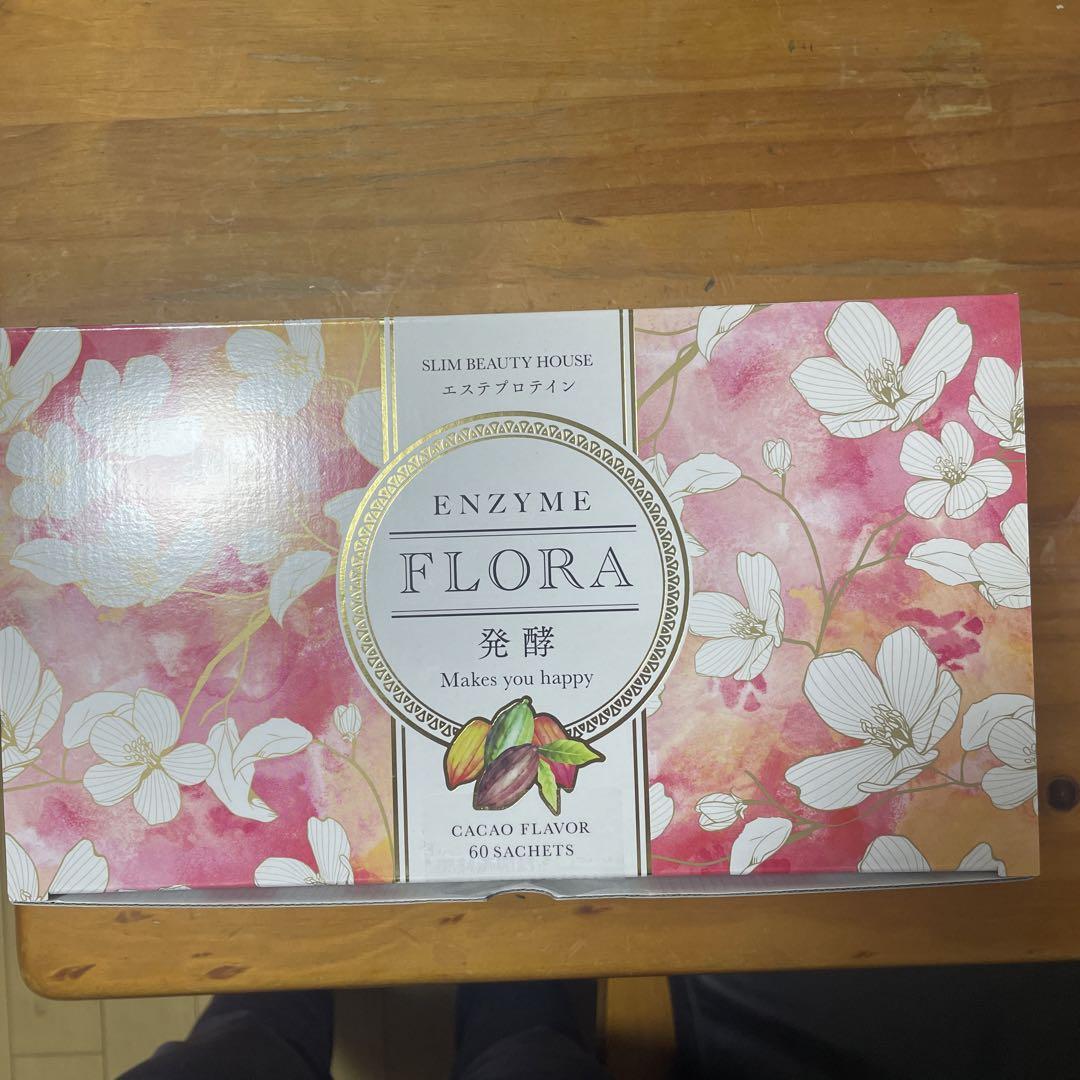 SLIM BEAUTY HOUSE
エステプロテイン
ENZYME
FLORA
発酵
Makes you happy
CACAO FLAVOR
60 SACHETS